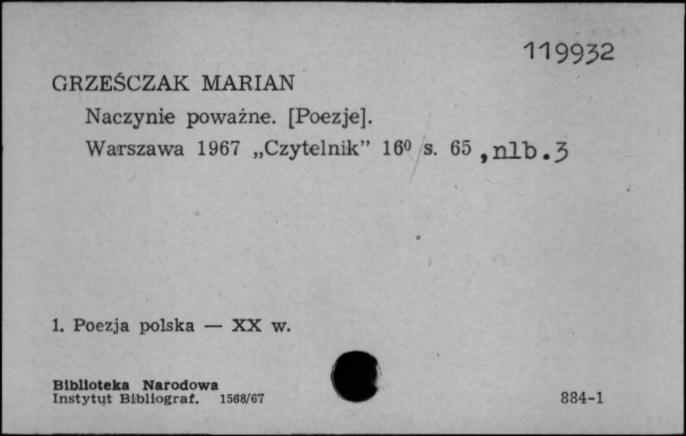 119932
GRZEŚCZAK MARIAN
Naczynie poważne. [Poezje].
Warszawa 1967 „Czytelnik” 16⁰ s. 65 , nlb. 3
1. Poezja polska — XX w.
Biblioteka Narodowa
Instytut Bibliograf. 1568/67
884-1